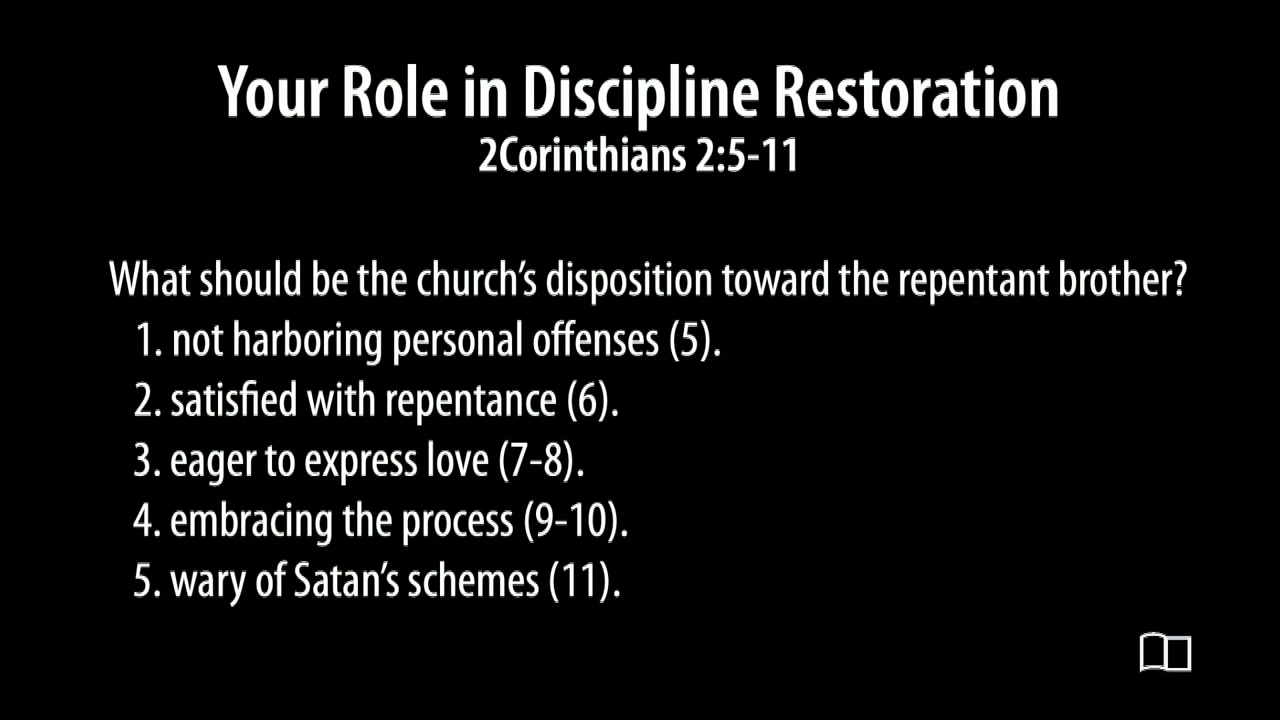 Your Role in Discipline Restoration
2Corinthians 2:5-11
What should be the church's disposition toward the repentant brother?
1. not harboring personal offenses (5).
2. satisfied with repentance (6).
3. eager to express love (7-8).
4. embracing the process (9-10).
5. wary of Satan's schemes (11).